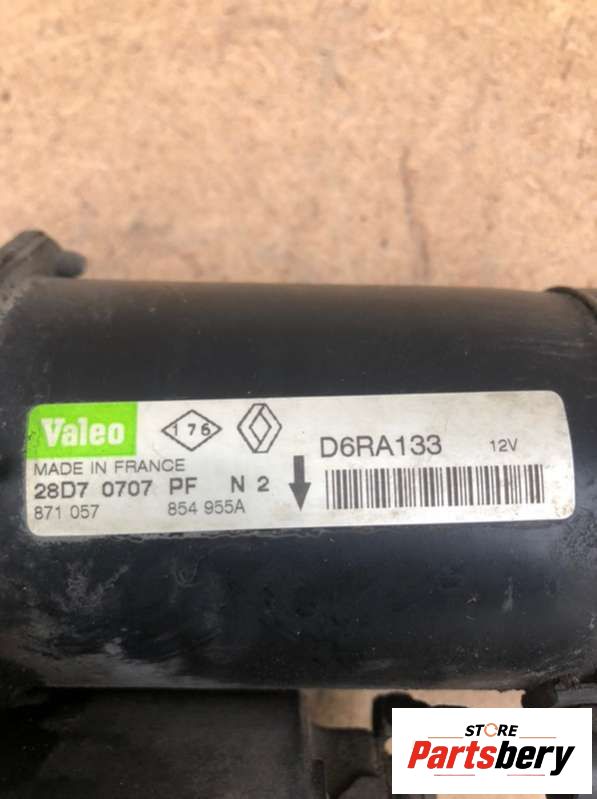 Valeo
176
D6RA133 12V
MADE IN FRANCE
28D7 0707 PF N 2
871 057 854 955A
STORE
Partsbery